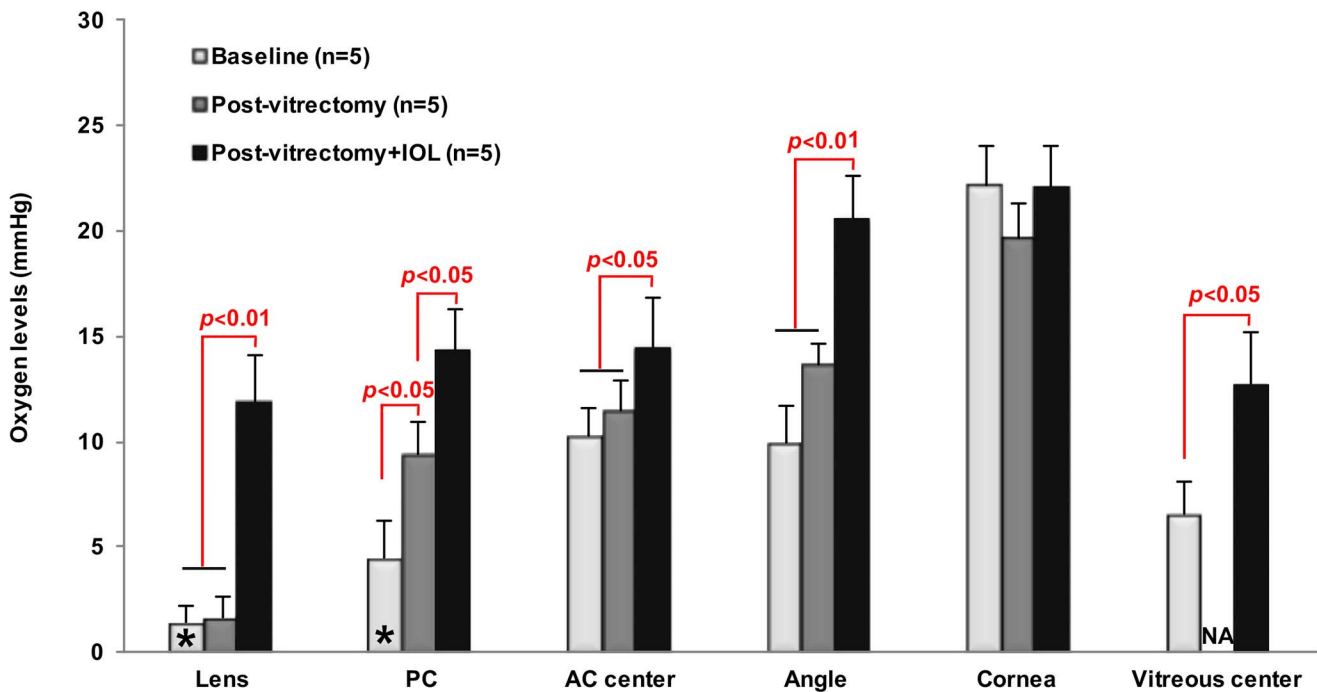 30
25
20
15
10
5
0
Oxygen levels (mmHg)
Baseline (n=5)
Post-vitrectomy (n=5)
Post-vitrectomy+IOL (n=5)
p<0.01
p<0.05
p<0.05
p<0.05
p<0.01
p<0.05
*
*
NA
Lens PC AC center Angle Cornea Vitreous center